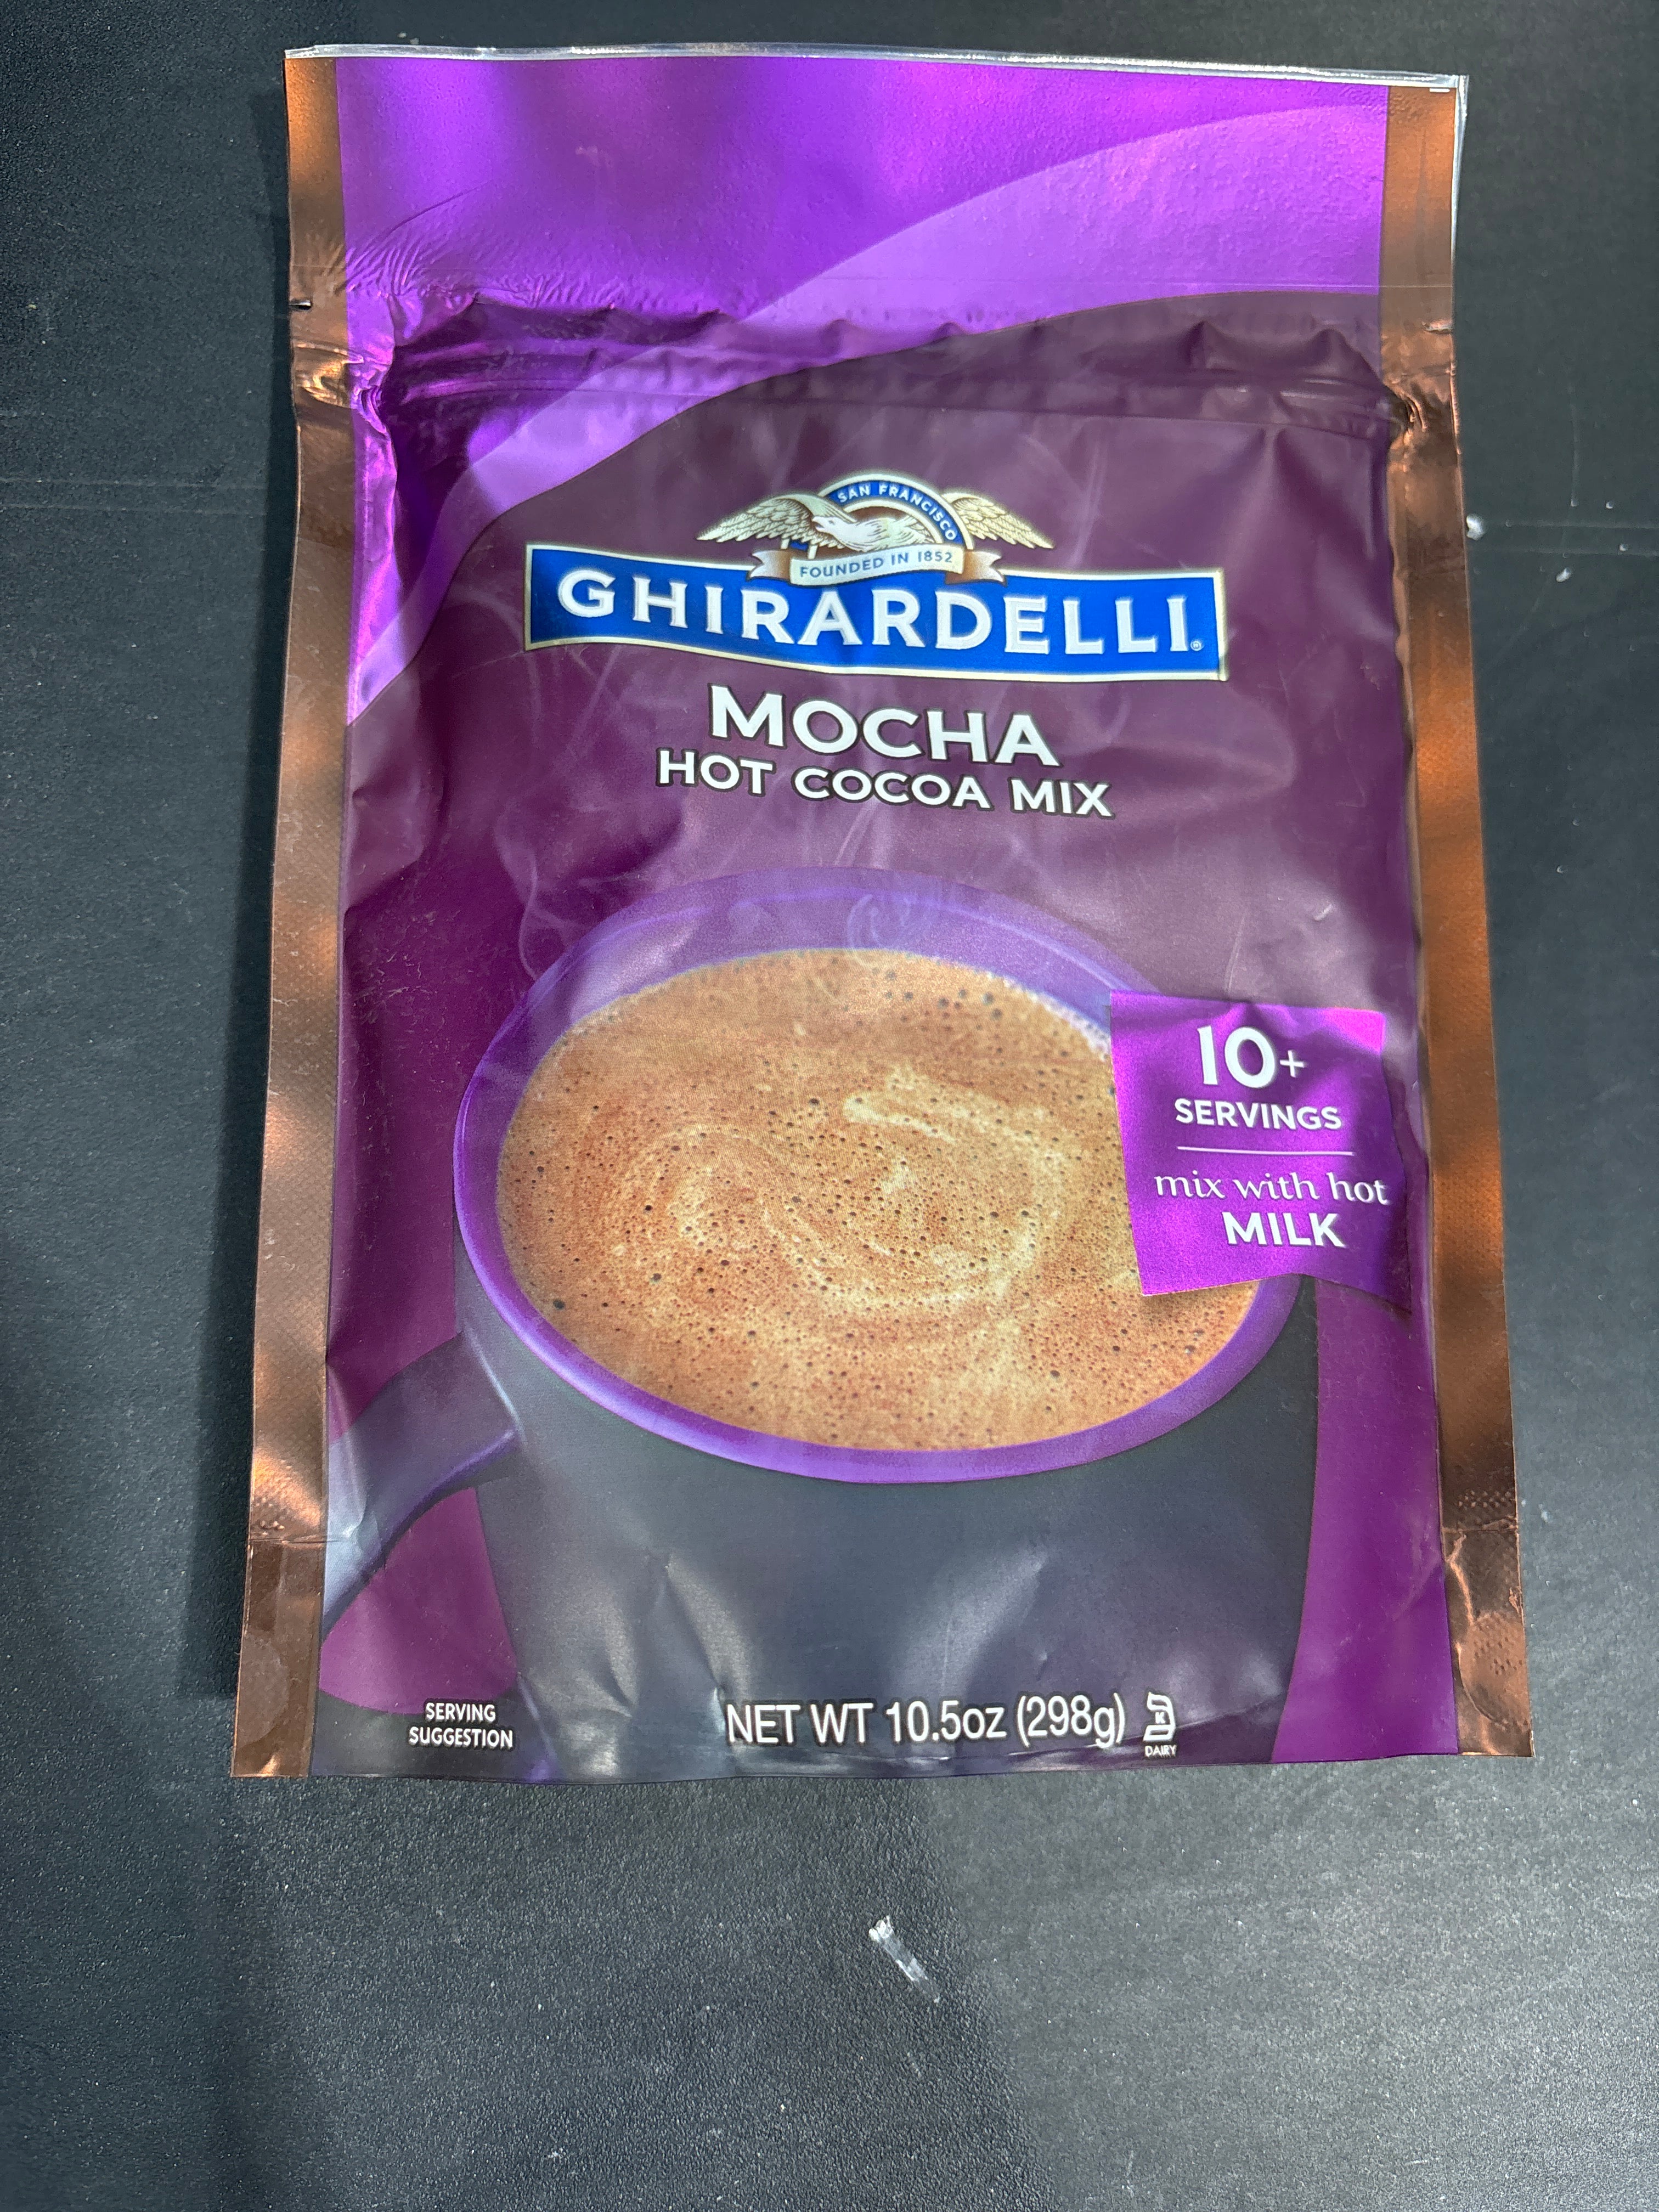 SAN FRANCISCO
FOUNDED IN 1852
GHIRARDELLI®
MOCHA
HOT COCOA MIX
10+
SERVINGS
mix with hot
MILK
SERVING
SUGGESTION
NET WT 10.5oz (298g)
K
DAIRY